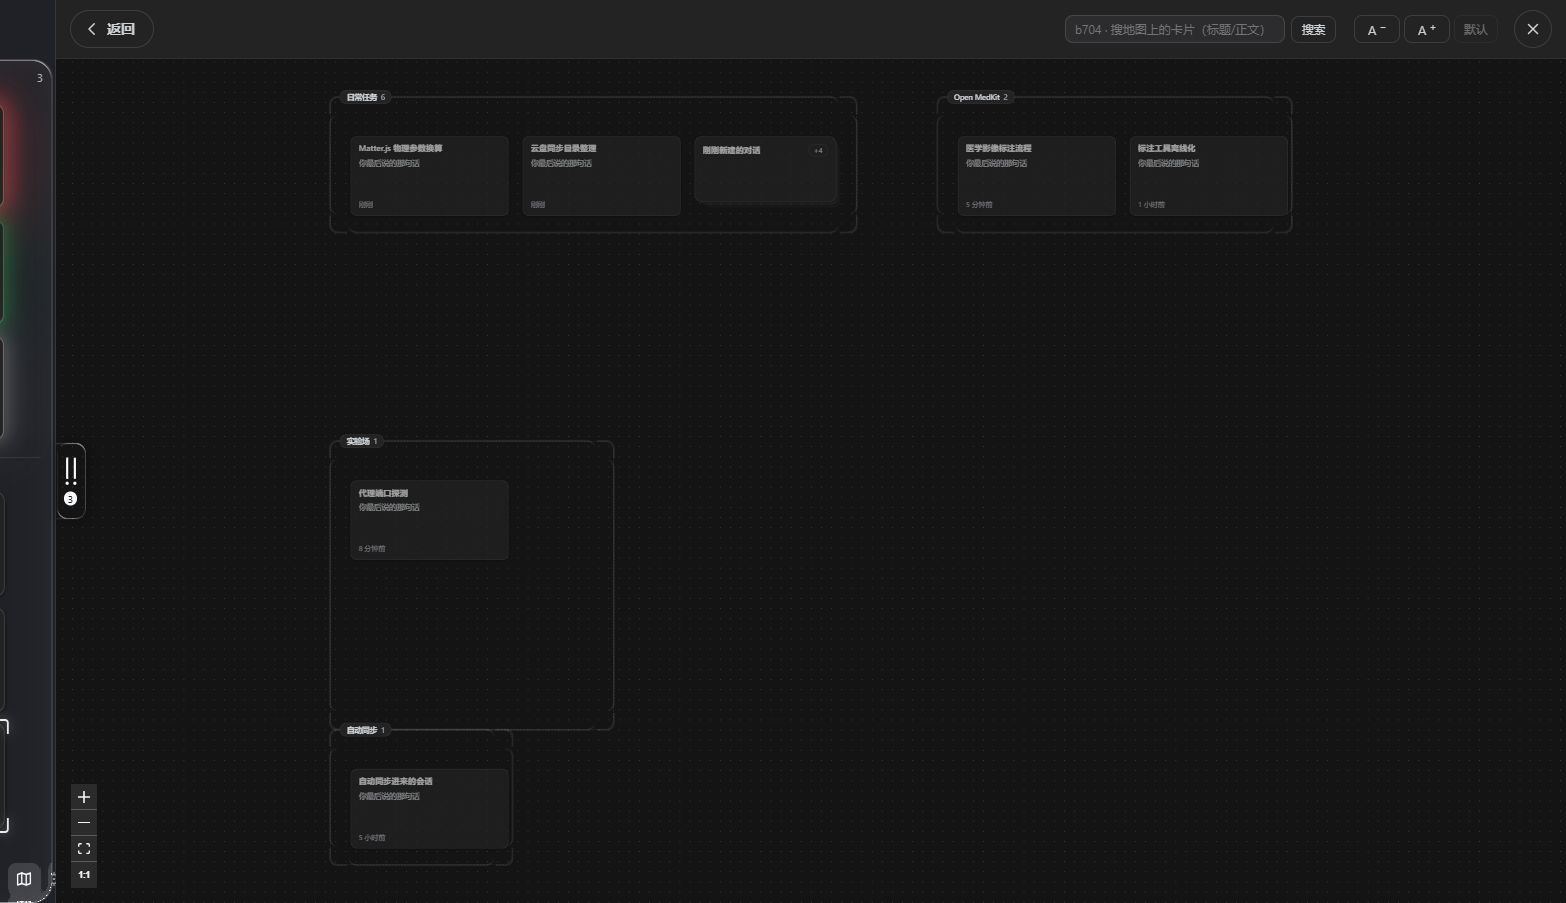 返回
b704 · 搜地图上的卡片（标题/正文）
搜索
A⁻
A⁺
默认
3
日常任务 6
Matter.js 物理参数换算
你最后说的那句话
刚刚
云盘同步目录整理
你最后说的那句话
刚刚
刚刚新建的对话
+4
Open MedKit 2
医学影像标注流程
你最后说的那句话
5 分钟前
标注工具离线化
你最后说的那句话
1 小时前
实验场 1
代理端口探测
你最后说的那句话
8 分钟前
3
自动同步 1
自动同步进来的会话
你最后说的那句话
5 小时前
1:1